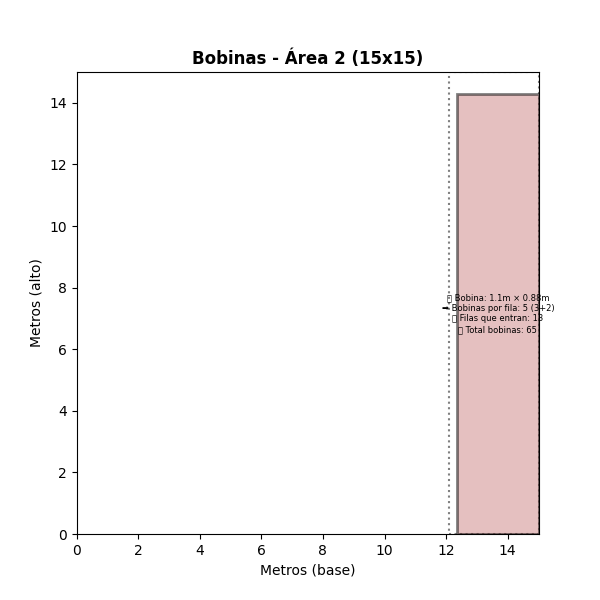 Bobinas - Área 2 (15x15)
Metros (alto)
14
12
10
8
6
4
2
0
Bobina: 1.1m × 0.88m
➡ Bobinas por fila: 5 (3+2)
Filas que entran: 13
Total bobinas: 65
0 2 4 6 8 10 12 14
Metros (base)